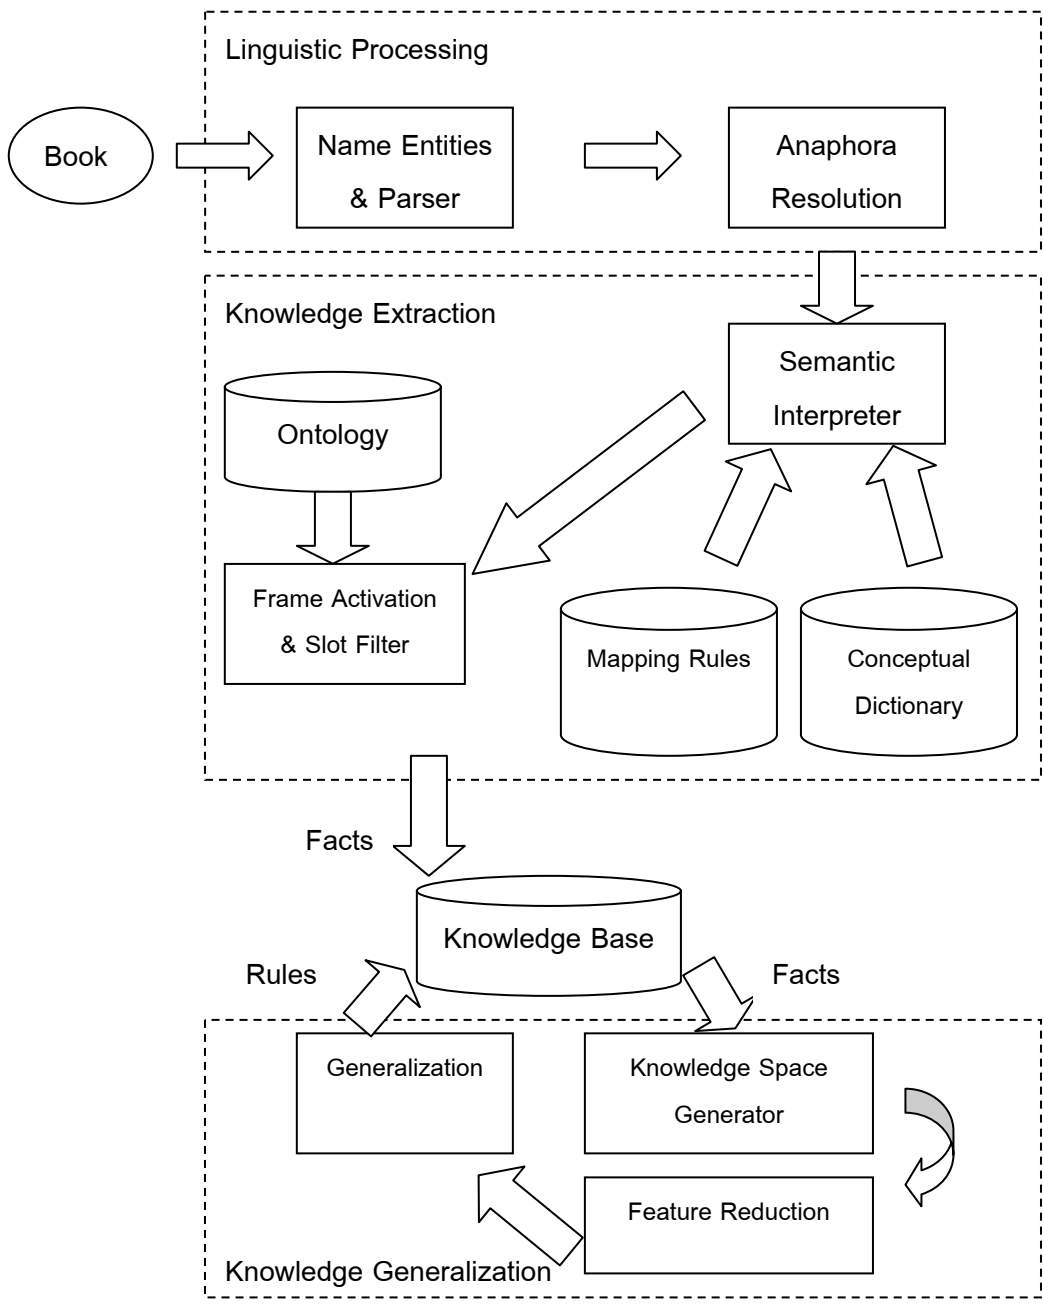 Linguistic Processing
Book
Name Entities
& Parser
Anaphora
Resolution
Knowledge Extraction
Semantic
Interpreter
Ontology
Frame Activation
& Slot Filter
Mapping Rules
Conceptual
Dictionary
Facts
Knowledge Base
Rules
Facts
Generalization
Knowledge Space
Generator
Feature Reduction
Knowledge Generalization